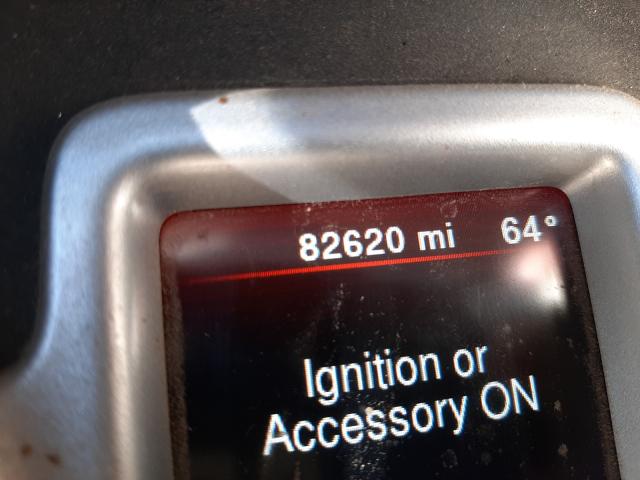 82620 mi 64°
Ignition or
Accessory ON